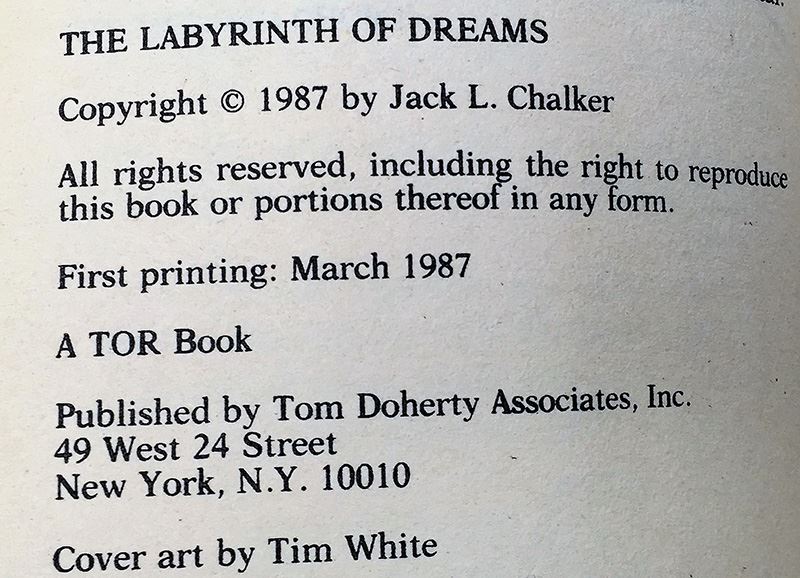 THE LABYRINTH OF DREAMS
Copyright © 1987 by Jack L. Chalker
All rights reserved, including the right to reproduce
this book or portions thereof in any form.
First printing: March 1987
A TOR Book
Published by Tom Doherty Associates, Inc.
49 West 24 Street
New York, N.Y. 10010
Cover art by Tim White